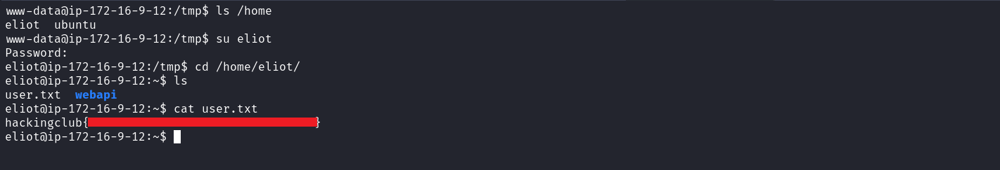 www-data@ip-172-16-9-12:/tmp$ ls /home
eliot  ubuntu
www-data@ip-172-16-9-12:/tmp$ su eliot
Password:
eliot@ip-172-16-9-12:/tmp$ cd /home/eliot/
eliot@ip-172-16-9-12:~$ ls
user.txt  webapi
eliot@ip-172-16-9-12:~$ cat user.txt
hackingclub{}
eliot@ip-172-16-9-12:~$